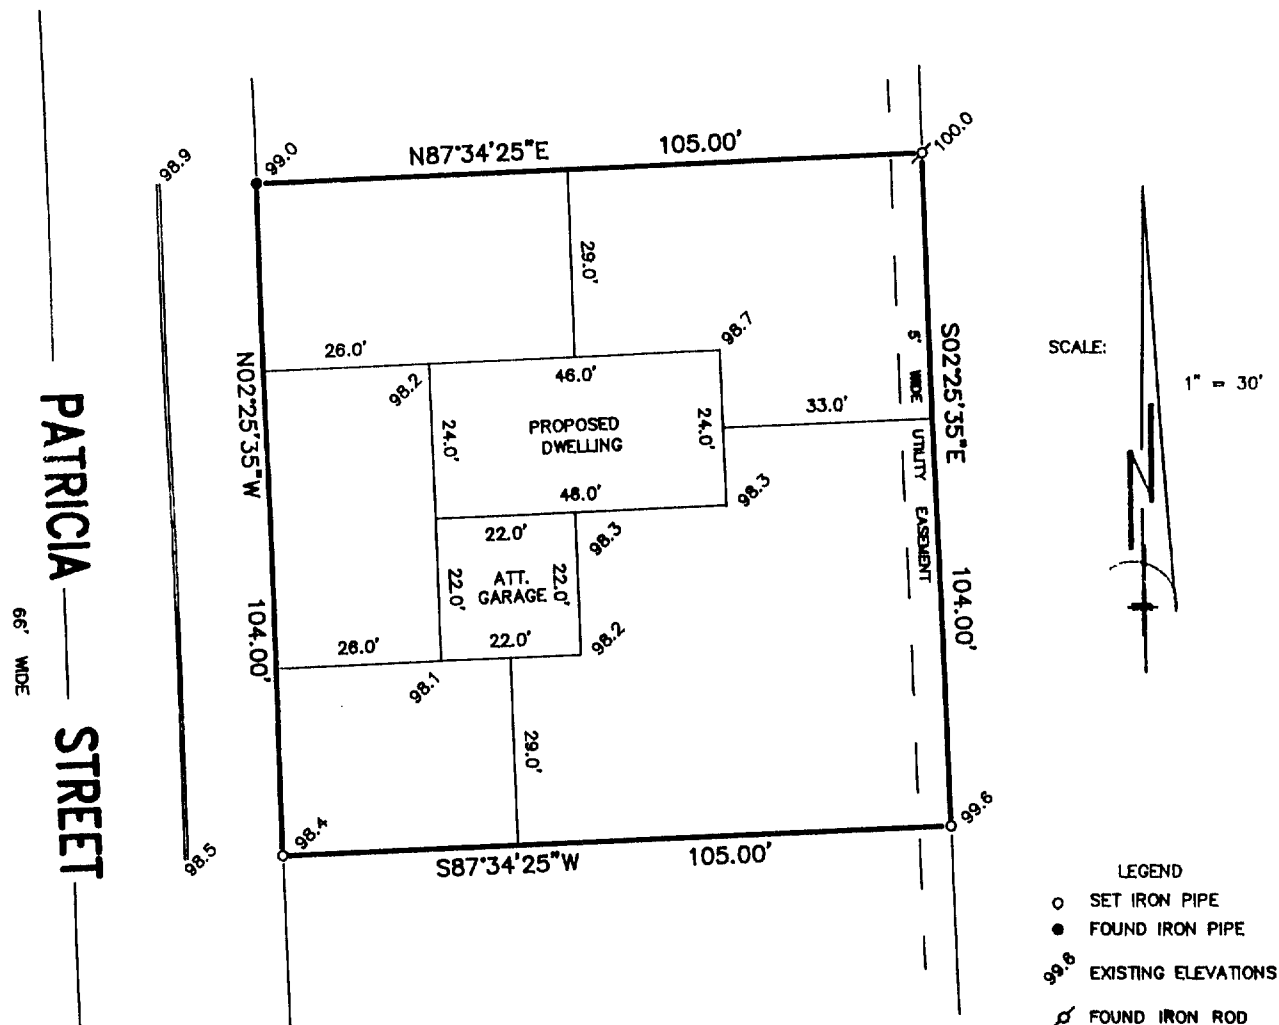 98.9
99.0
N87°34'25"E
105.00'
100.0
29.0'
26.0'
98.2
46.0'
98.7
24.0'
PROPOSED
DWELLING
24.0'
33.0'
46.0'
98.3
22.0'
98.3
22.0'
ATT.
GARAGE
22.0'
22.0'
98.2
26.0'
98.1
29.0'
N02°25'35"W
104.00'
5' WIDE UTILITY EASEMENT
S02°25'35"E
104.00'
98.5
98.4
S87°34'25"W
105.00'
99.6
PATRICIA STREET
66' WIDE
SCALE:
1" = 30'
N
LEGEND
SET IRON PIPE
FOUND IRON PIPE
99.6 EXISTING ELEVATIONS
FOUND IRON ROD